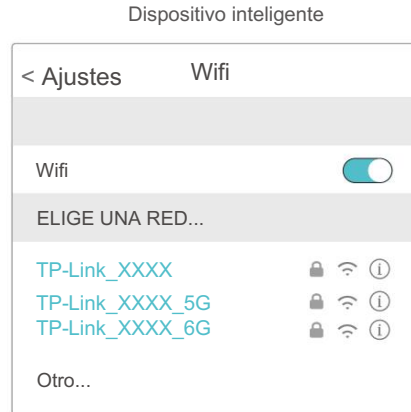 Dispositivo inteligente
< Ajustes Wifi
Wifi
ELIGE UNA RED...
TP-Link_XXXX
TP-Link_XXXX_5G
TP-Link_XXXX_6G
Otro...